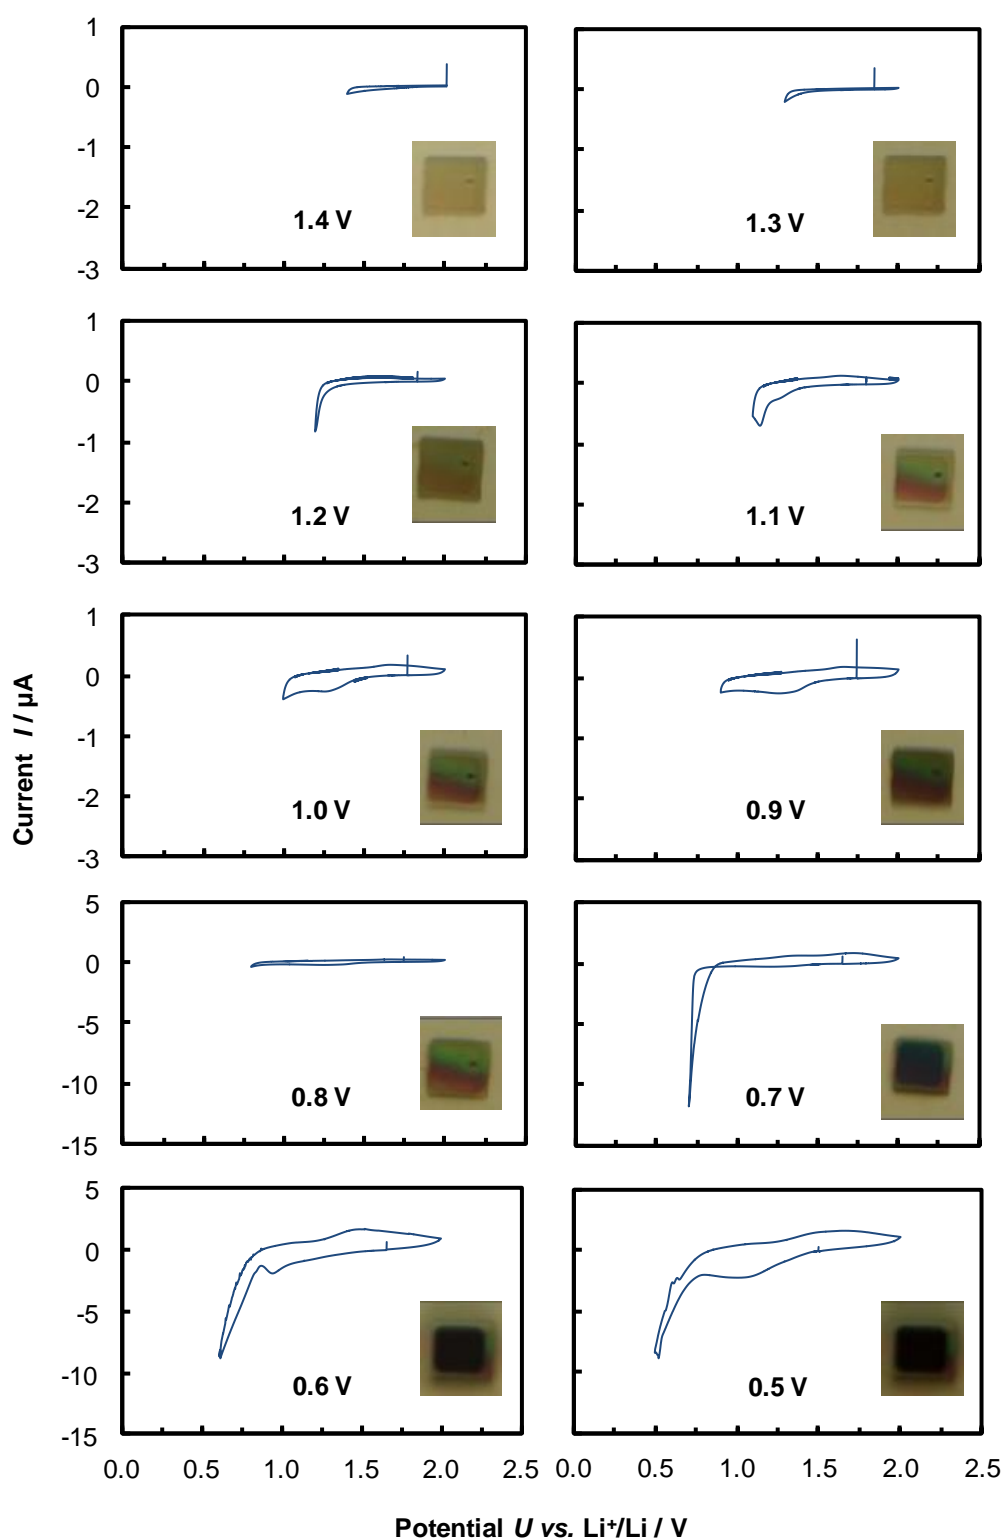 1
0
-1
-2
-3
1.4 V
1.3 V
1
0
-1
-2
-3
1.2 V
1.1 V
1
0
-1
-2
-3
1.0 V
0.9 V
5
0
-5
-10
-15
0.8 V
0.7 V
5
0
-5
-10
-15
0.6 V
0.5 V
0.0 0.5 1.0 1.5 2.0 2.5 0.0 0.5 1.0 1.5 2.0 2.5
Current I / µA
Potential U vs. Li⁺/Li / V